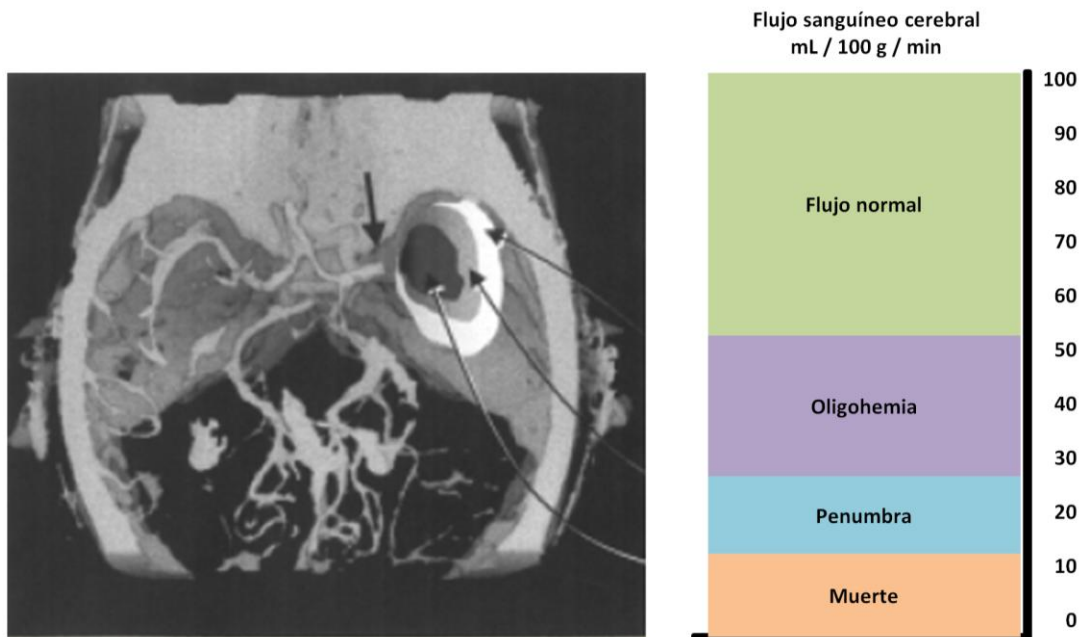 Flujo sanguíneo cerebral
mL / 100 g / min
100
90
80
Flujo normal
70
60
50
Oligohemia
40
30
Penumbra
20
10
Muerte
0